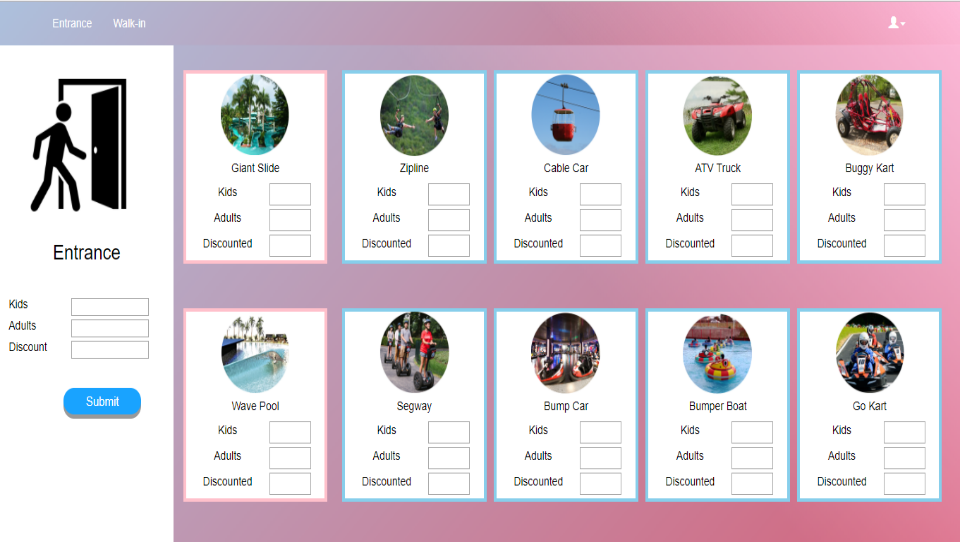 Entrance Walk-in
Entrance
Kids
Adults
Discount
Submit
Giant Slide
Kids
Adults
Discounted
Zipline
Kids
Adults
Discounted
Cable Car
Kids
Adults
Discounted
ATV Truck
Kids
Adults
Discounted
Buggy Kart
Kids
Adults
Discounted
Wave Pool
Kids
Adults
Discounted
Segway
Kids
Adults
Discounted
Bump Car
Kids
Adults
Discounted
Bumper Boat
Kids
Adults
Discounted
Go Kart
Kids
Adults
Discounted